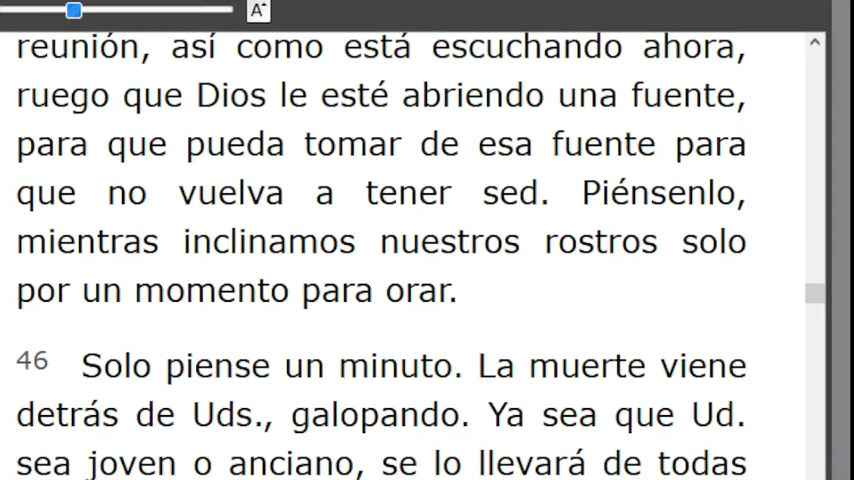 A
reunión, así como está escuchando ahora,
ruego que Dios le esté abriendo una fuente,
para que pueda tomar de esa fuente para
que no vuelva a tener sed. Piénsenlo,
mientras inclinamos nuestros rostros solo
por un momento para orar.
46 Solo piense un minuto. La muerte viene
detrás de Uds., galopando. Ya sea que Ud.
sea joven o anciano, se lo llevará de todas